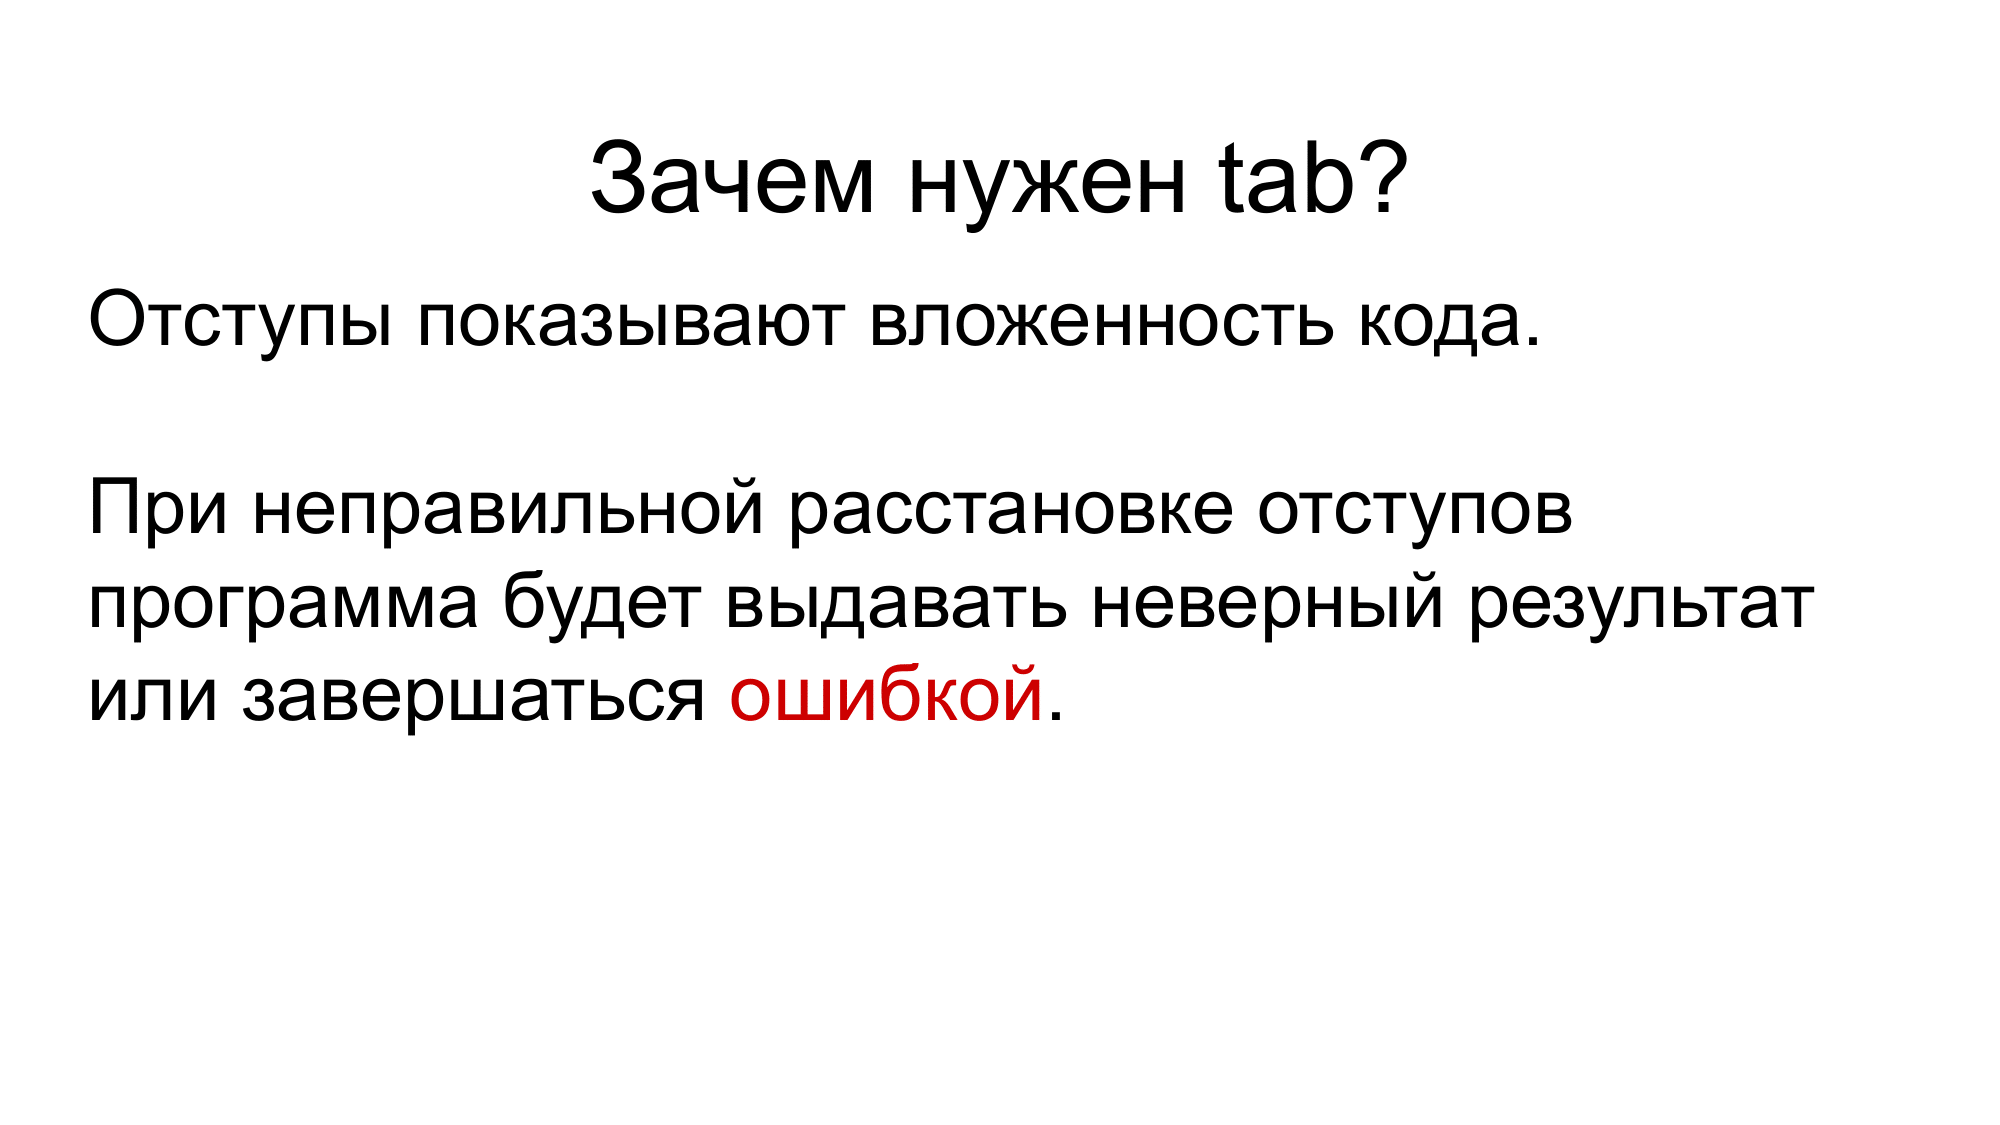 Зачем нужен tab?
Отступы показывают вложенность кода.
При неправильной расстановке отступов
программа будет выдавать неверный результат
или завершаться ошибкой.